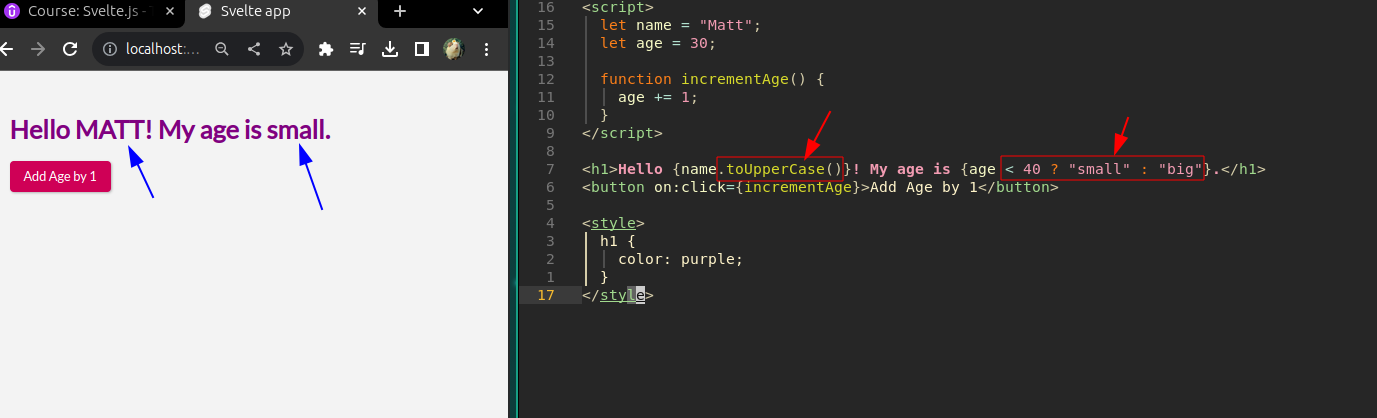 Course: Svelte.js -
Svelte app
localhost:...
Hello MATT! My age is small.
Add Age by 1
16 <script>
15 let name = "Matt";
14 let age = 30;
13
12 function incrementAge() {
11 age += 1;
10 }
9 </script>
8
7 <h1>Hello {name.toUpperCase()}! My age is {age < 40 ? "small" : "big"}.</h1>
6 <button on:click={incrementAge}>Add Age by 1</button>
5
4 <style>
3 h1 {
2 color: purple;
1 }
17 </style>